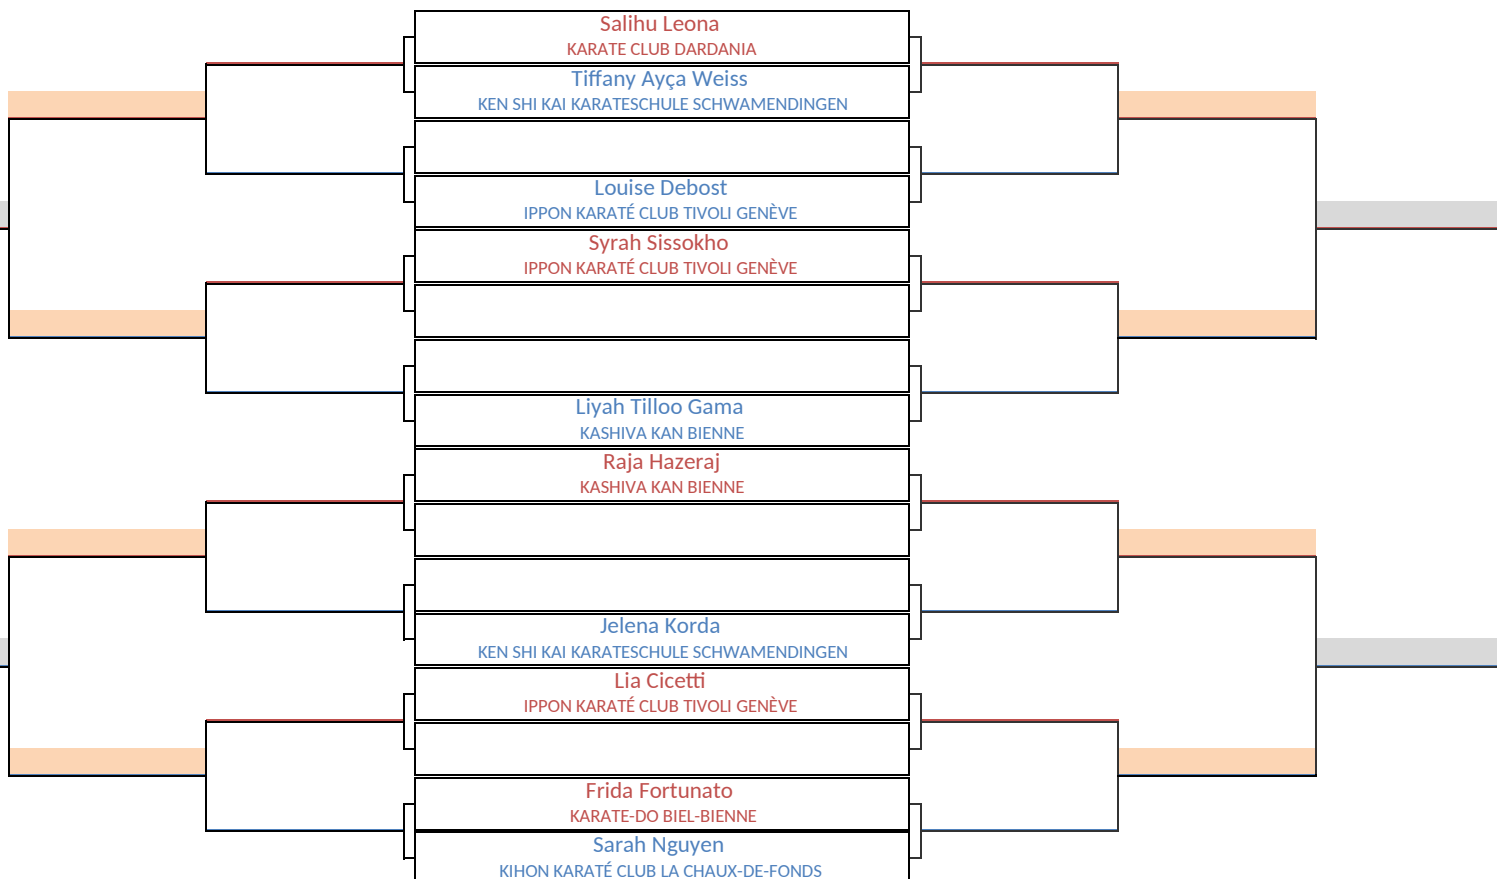 Salihu Leona
KARATE CLUB DARDANIA
Tiffany Ayça Weiss
KEN SHI KAI KARATESCHULE SCHWAMENDINGEN
Louise Debost
IPPON KARATÉ CLUB TIVOLI GENÈVE
Syrah Sissokho
IPPON KARATÉ CLUB TIVOLI GENÈVE
Liyah Tilloo Gama
KASHIVA KAN BIENNE
Raja Hazeraj
KASHIVA KAN BIENNE
Jelena Korda
KEN SHI KAI KARATESCHULE SCHWAMENDINGEN
Lia Cicetti
IPPON KARATÉ CLUB TIVOLI GENÈVE
Frida Fortunato
KARATE-DO BIEL-BIENNE
Sarah Nguyen
KIHON KARATÉ CLUB LA CHAUX-DE-FONDS